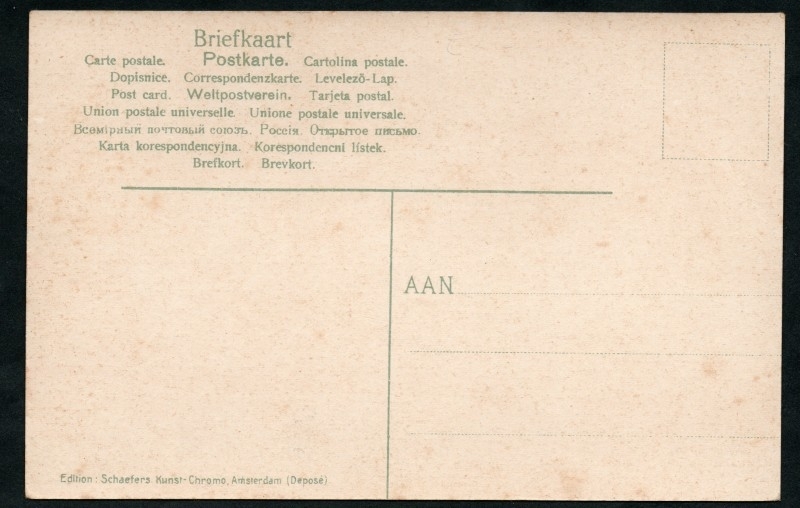 Briefkaart
Carte postale. Postkarte. Cartolina postale.
Dopisnice. Correspondenzkarte. Levelező-Lap.
Post card. Weltpostverein. Tarjeta postal.
Union postale universelle. Unione postale universale.
Всемірный почтовый союзъ. Россія. Открытое письмо.
Karta korespondencyjna. Korespondencni lístek.
Brefkort. Brevkort.
AAN
Edition: Schaefers Kunst-Chromo, Amsterdam (Deposé)